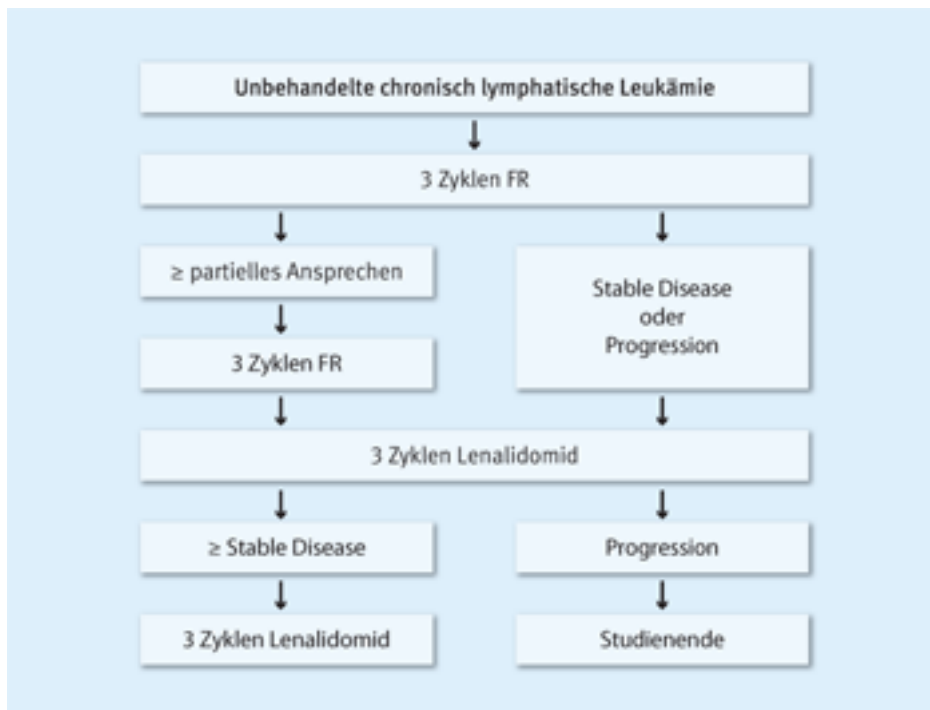 Unbehandelte chronisch lymphatische Leukämie
3 Zyklen FR
≥ partielles Ansprechen
3 Zyklen FR
Stable Disease
oder
Progression
3 Zyklen Lenalidomid
≥ Stable Disease
Progression
3 Zyklen Lenalidomid
Studienende